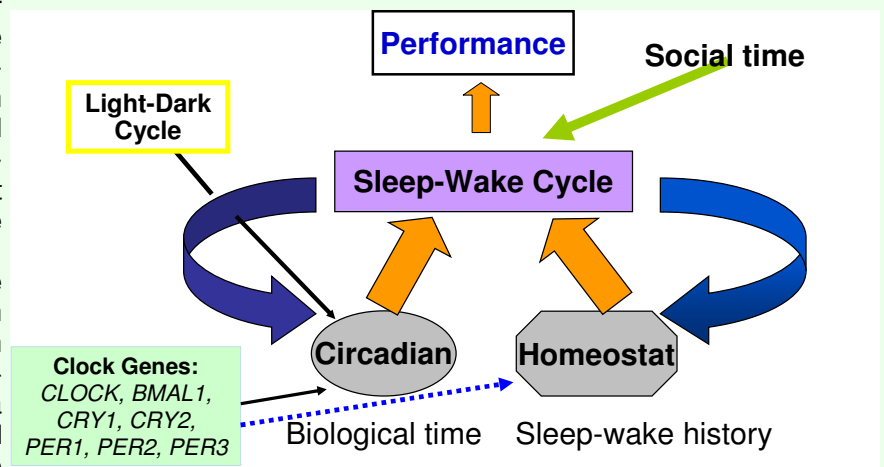 Performance
Social time
Light-Dark
Cycle
Sleep-Wake Cycle
Circadian
Homeostat
Clock Genes:
CLOCK, BMAL1,
CRY1, CRY2,
PER1, PER2, PER3
Biological time
Sleep-wake history